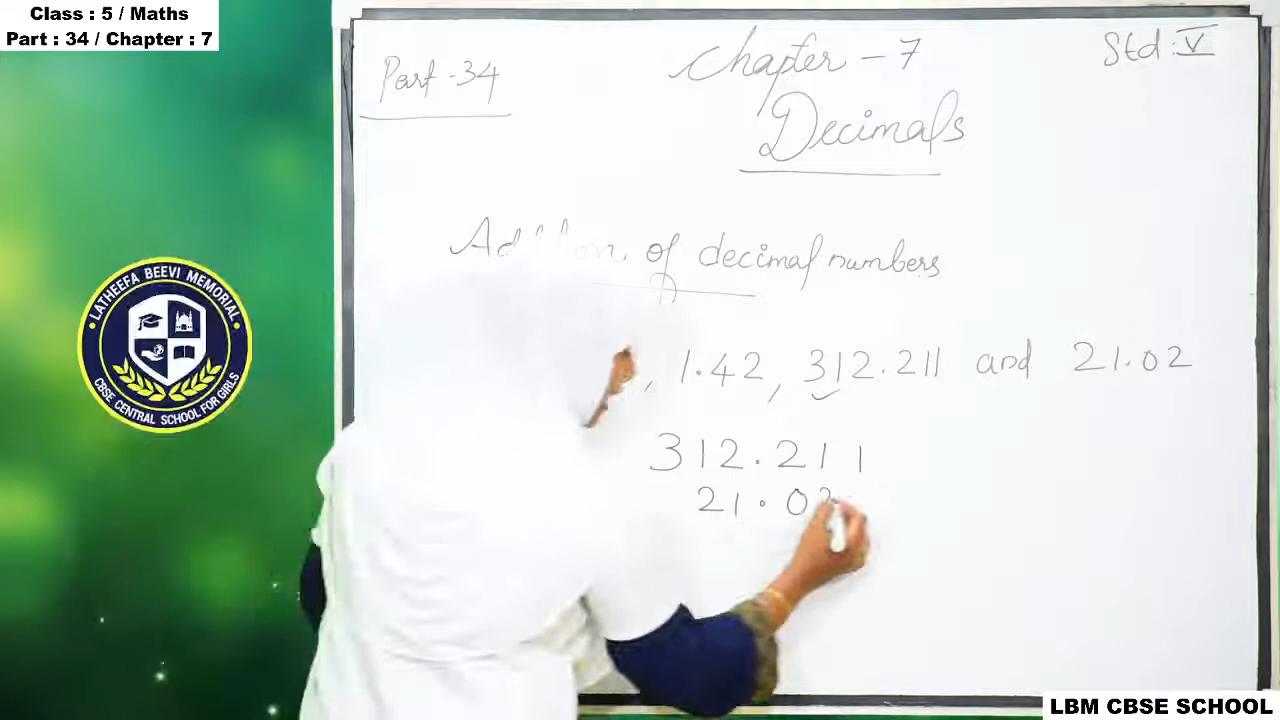 Class : 5 / Maths
Part : 34 / Chapter : 7
Part - 34
Chapter - 7
Std : V
Decimals
of decimal numbers
, 1.42, 312.211 and 21.02
312.211
21.02
LATHEEFA BEEVI MEMORIAL
CBSE CENTRAL SCHOOL FOR GIRLS
LBM CBSE SCHOOL